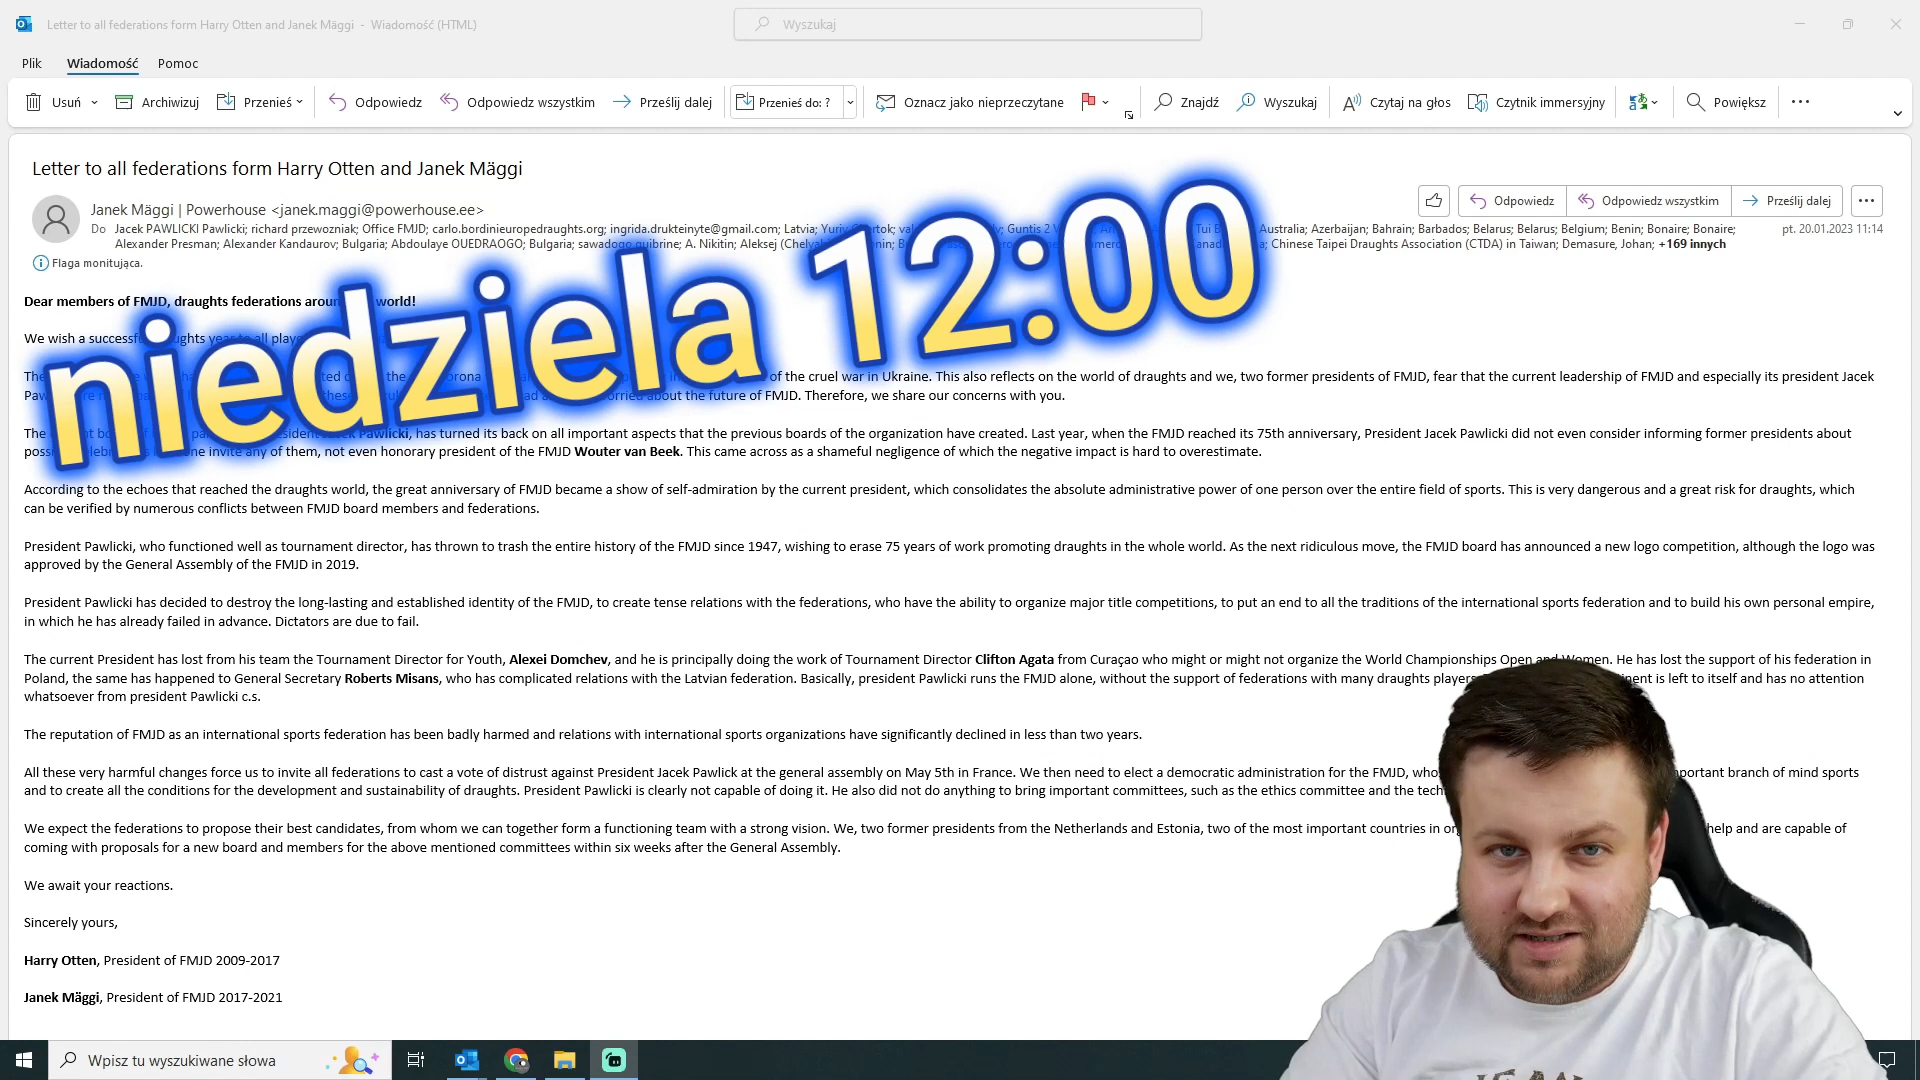 Letter to all federations form Harry Otten and Janek Mäggi - Wiadomość (HTML)
Wyszukaj
Plik Wiadomość Pomoc
Usuń Archiwizuj Przenieś Odpowiedz Odpowiedz wszystkim Prześlij dalej Przenieś do: ? Oznacz jako nieprzeczytane Znajdź Wyszukaj Czytaj na głos Czytnik immersyjny Powiększ
Letter to all federations form Harry Otten and Janek Mäggi
Janek Mäggi | Powerhouse <janek.maggi@powerhouse.ee>
Odpowiedz Odpowiedz wszystkim Prześlij dalej
Do Jacek PAWLICKI Pawlicki; richard przewozniak; Office FMJD; carlo.bordinieuropedraughts.org; ingrida.drukteinyte@gmail.com; Latvia; Yuriy Guntis Australia; Azerbaijan; Bahrain; Barbados; Belarus; Belarus; Belgium; Benin; Bonaire; Bonaire;
pt. 20.01.2023 11:14
Alexander Presman; Alexander Kandaurov; Bulgaria; Abdoulaye OUEDRAOGO; Bulgaria; sawadogo guibrine; A. Nikitin; Aleksej Chinese Taipei Draughts Association (CTDA) in Taiwan; Demasure, Johan; +169 innych
Flaga monitująca.
niedziela 12:00
Dear members of FMJD, draughts federations world!
We wish a
of the cruel war in Ukraine. This also reflects on the world of draughts and we, two former presidents of FMJD, fear that the current leadership of FMJD and especially its president Jacek
about the future of FMJD. Therefore, we share our concerns with you.
The Pawlicki, has turned its back on all important aspects that the previous boards of the organization have created. Last year, when the FMJD reached its 75th anniversary, President Jacek Pawlicki did not even consider informing former presidents about
invite any of them, not even honorary president of the FMJD Wouter van Beek. This came across as a shameful negligence of which the negative impact is hard to overestimate.
According to the echoes that reached the draughts world, the great anniversary of FMJD became a show of self-admiration by the current president, which consolidates the absolute administrative power of one person over the entire field of sports. This is very dangerous and a great risk for draughts, which
can be verified by numerous conflicts between FMJD board members and federations.
President Pawlicki, who functioned well as tournament director, has thrown to trash the entire history of the FMJD since 1947, wishing to erase 75 years of work promoting draughts in the whole world. As the next ridiculous move, the FMJD board has announced a new logo competition, although the logo was
approved by the General Assembly of the FMJD in 2019.
President Pawlicki has decided to destroy the long-lasting and established identity of the FMJD, to create tense relations with the federations, who have the ability to organize major title competitions, to put an end to all the traditions of the international sports federation and to build his own personal empire,
in which he has already failed in advance. Dictators are due to fail.
The current President has lost from his team the Tournament Director for Youth, Alexei Domchev, and he is principally doing the work of Tournament Director Clifton Agata from Curaçao who might or might not organize the World Championships Open and Women. He has lost the support of his federation in
Poland, the same has happened to General Secretary Roberts Misans, who has complicated relations with the Latvian federation. Basically, president Pawlicki runs the FMJD alone, without the support of federations with many draughts players is left to itself and has no attention
whatsoever from president Pawlicki c.s.
The reputation of FMJD as an international sports federation has been badly harmed and relations with international sports organizations have significantly declined in less than two years.
All these very harmful changes force us to invite all federations to cast a vote of distrust against President Jacek Pawlick at the general assembly on May 5th in France. We then need to elect a democratic administration for the FMJD, branch of mind sports
and to create all the conditions for the development and sustainability of draughts. President Pawlicki is clearly not capable of doing it. He also did not do anything to bring important committees, such as the ethics committee and the
We expect the federations to propose their best candidates, from whom we can together form a functioning team with a strong vision. We, two former presidents from the Netherlands and Estonia, two of the most important countries in help and are capable of
coming with proposals for a new board and members for the above mentioned committees within six weeks after the General Assembly.
We await your reactions.
Sincerely yours,
Harry Otten, President of FMJD 2009-2017
Janek Mäggi, President of FMJD 2017-2021
Wpisz tu wyszukiwane słowa